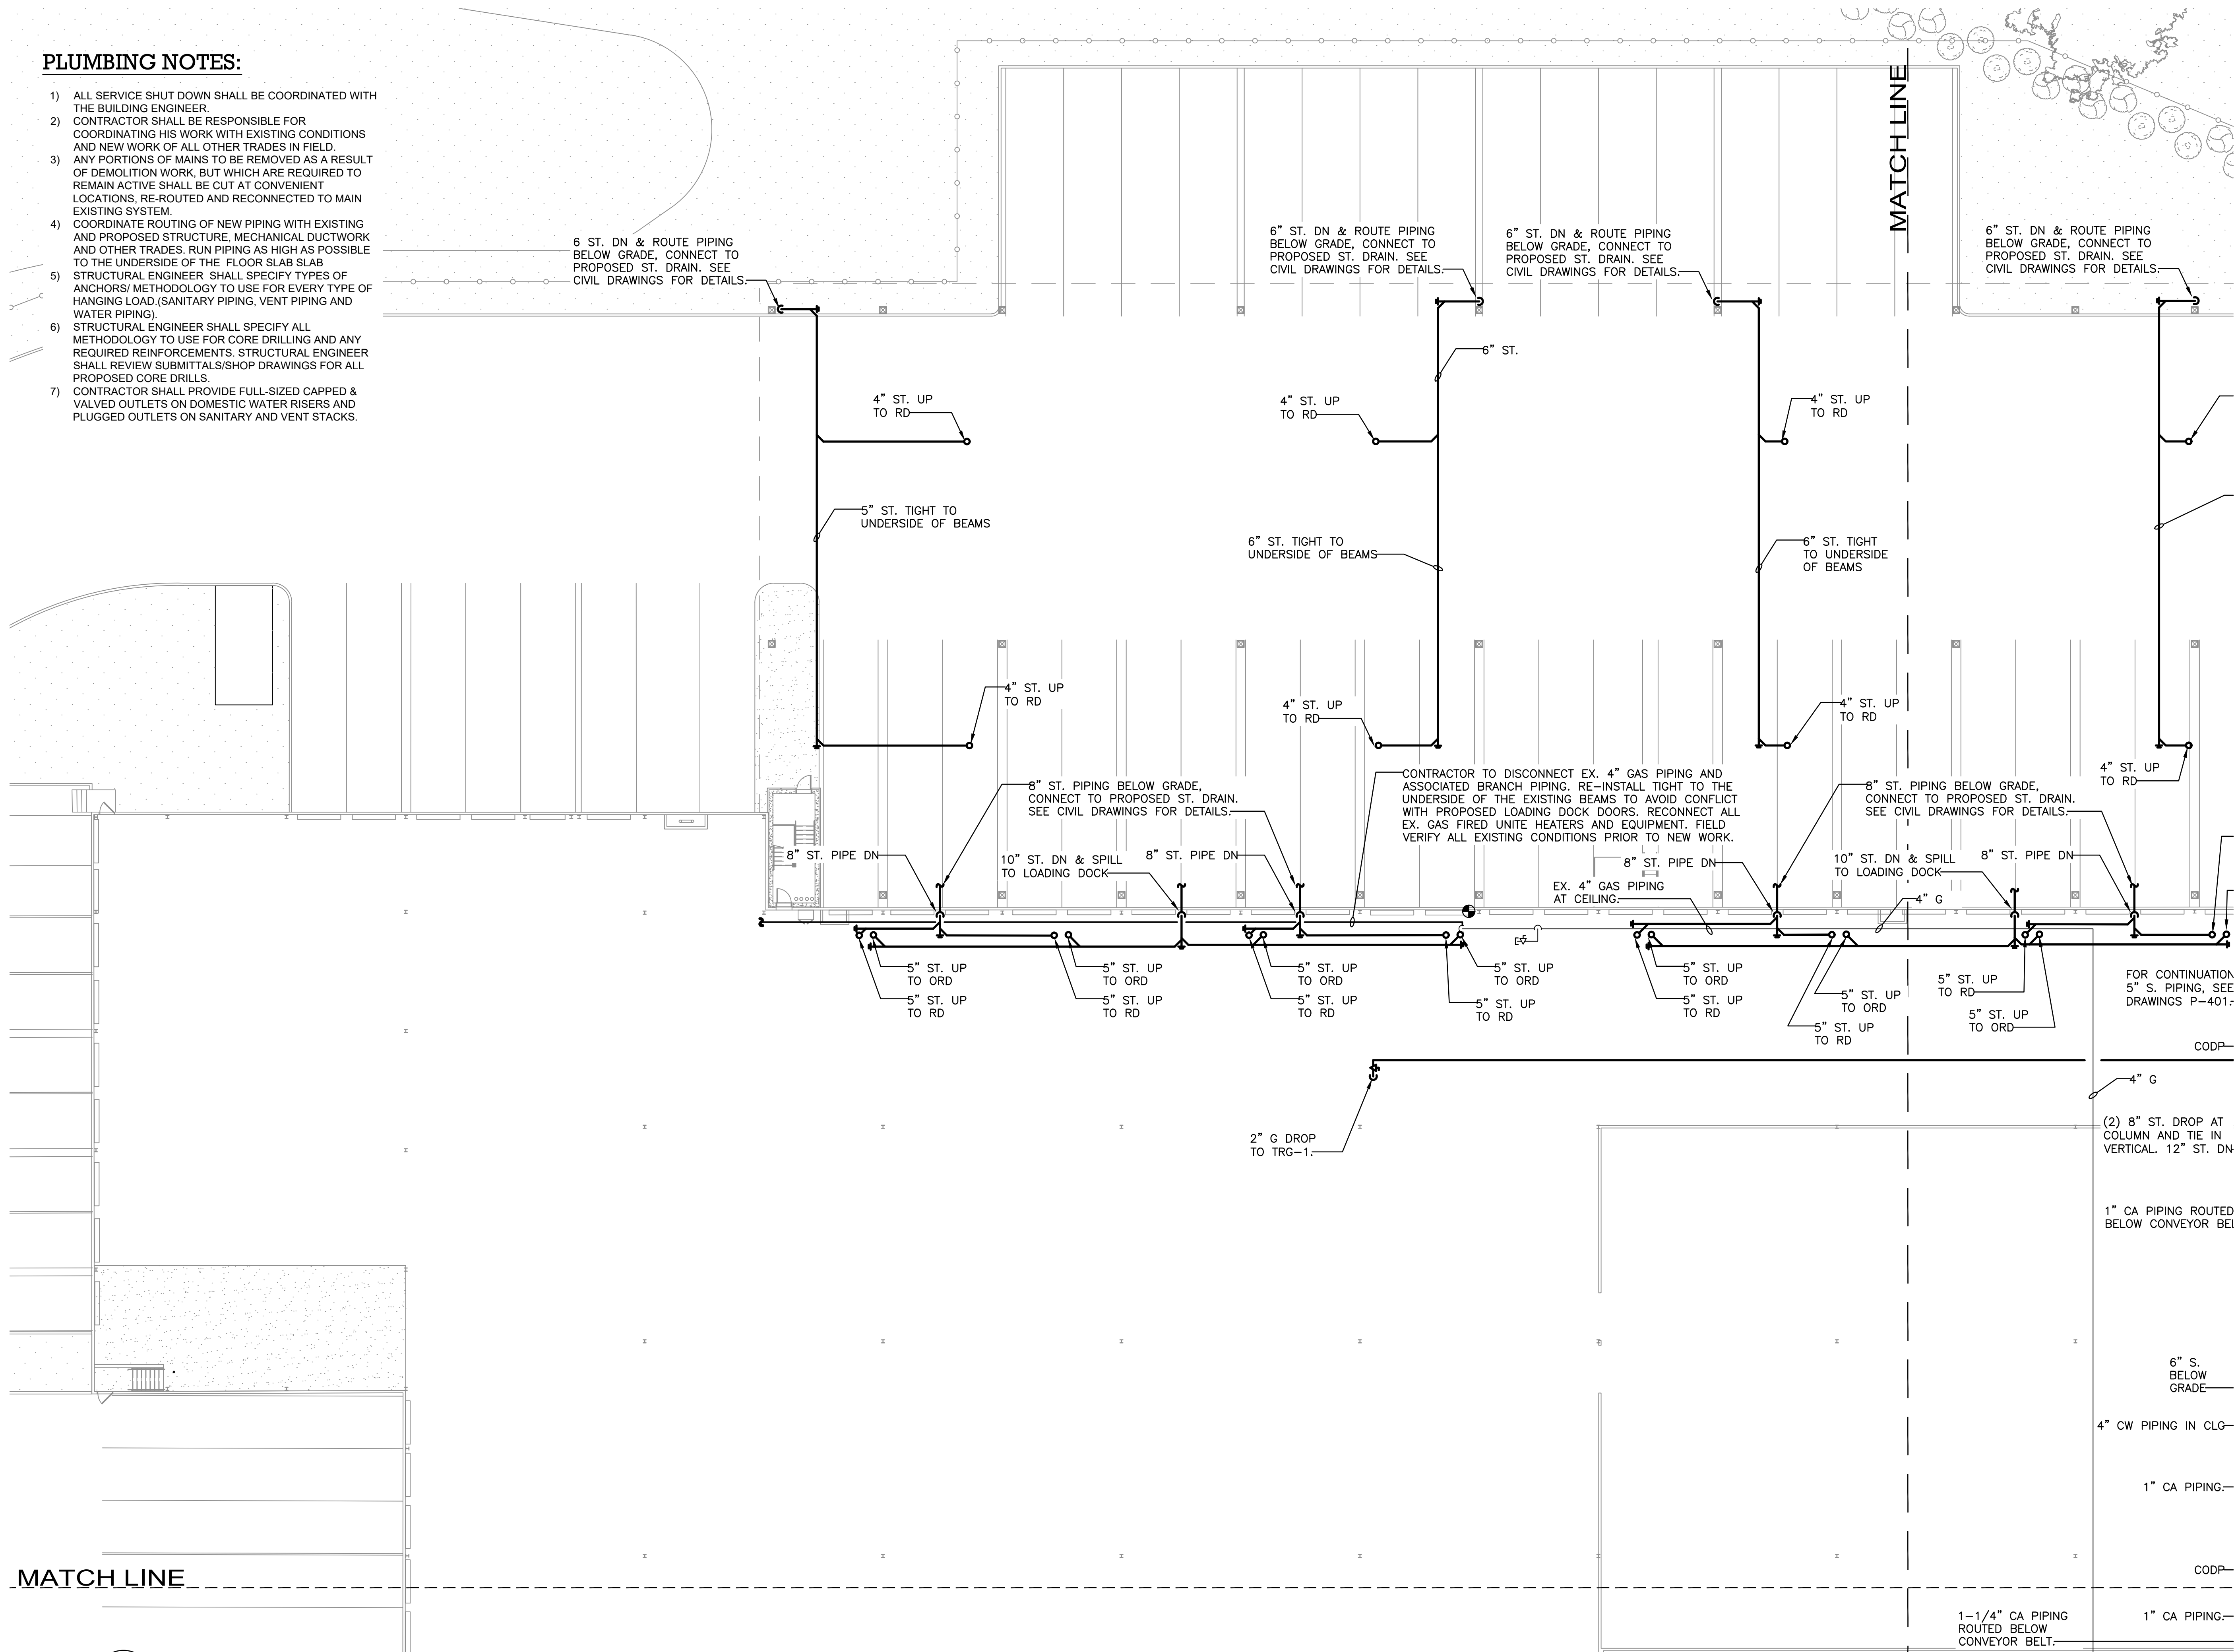 PLUMBING NOTES:
1) ALL SERVICE SHUT DOWN SHALL BE COORDINATED WITH
THE BUILDING ENGINEER.
2) CONTRACTOR SHALL BE RESPONSIBLE FOR
COORDINATING HIS WORK WITH EXISTING CONDITIONS
AND NEW WORK OF ALL OTHER TRADES IN FIELD.
3) ANY PORTIONS OF MAINS TO BE REMOVED AS A RESULT
OF DEMOLITION WORK, BUT WHICH ARE REQUIRED TO
REMAIN ACTIVE SHALL BE CUT AT CONVENIENT
LOCATIONS, RE-ROUTED AND RECONNECTED TO MAIN
EXISTING SYSTEM.
4) COORDINATE ROUTING OF NEW PIPING WITH EXISTING
AND PROPOSED STRUCTURE, MECHANICAL DUCTWORK
AND OTHER TRADES. RUN PIPING AS HIGH AS POSSIBLE
TO THE UNDERSIDE OF THE FLOOR SLAB SLAB
5) STRUCTURAL ENGINEER SHALL SPECIFY TYPES OF
ANCHORS/ METHODOLOGY TO USE FOR EVERY TYPE OF
HANGING LOAD.(SANITARY PIPING, VENT PIPING AND
WATER PIPING).
6) STRUCTURAL ENGINEER SHALL SPECIFY ALL
METHODOLOGY TO USE FOR CORE DRILLING AND ANY
REQUIRED REINFORCEMENTS. STRUCTURAL ENGINEER
SHALL REVIEW SUBMITTALS/SHOP DRAWINGS FOR ALL
PROPOSED CORE DRILLS.
7) CONTRACTOR SHALL PROVIDE FULL-SIZED CAPPED &
VALVED OUTLETS ON DOMESTIC WATER RISERS AND
PLUGGED OUTLETS ON SANITARY AND VENT STACKS.
MATCH LINE
6 ST. DN & ROUTE PIPING
BELOW GRADE, CONNECT TO
PROPOSED ST. DRAIN. SEE
CIVIL DRAWINGS FOR DETAILS.
6" ST. DN & ROUTE PIPING
BELOW GRADE, CONNECT TO
PROPOSED ST. DRAIN. SEE
CIVIL DRAWINGS FOR DETAILS.
6" ST. DN & ROUTE PIPING
BELOW GRADE, CONNECT TO
PROPOSED ST. DRAIN. SEE
CIVIL DRAWINGS FOR DETAILS.
6" ST. DN & ROUTE PIPING
BELOW GRADE, CONNECT TO
PROPOSED ST. DRAIN. SEE
CIVIL DRAWINGS FOR DETAILS.
6" ST.
4" ST. UP
TO RD
4" ST. UP
TO RD
4" ST. UP
TO RD
5" ST. TIGHT TO
UNDERSIDE OF BEAMS
6" ST. TIGHT TO
UNDERSIDE OF BEAMS
6" ST. TIGHT
TO UNDERSIDE
OF BEAMS
4" ST. UP
TO RD
4" ST. UP
TO RD
4" ST. UP
TO RD
4" ST. UP
TO RD
8" ST. PIPING BELOW GRADE,
CONNECT TO PROPOSED ST. DRAIN.
SEE CIVIL DRAWINGS FOR DETAILS.
CONTRACTOR TO DISCONNECT EX. 4" GAS PIPING AND
ASSOCIATED BRANCH PIPING. RE-INSTALL TIGHT TO THE
UNDERSIDE OF THE EXISTING BEAMS TO AVOID CONFLICT
WITH PROPOSED LOADING DOCK DOORS. RECONNECT ALL
EX. GAS FIRED UNITE HEATERS AND EQUIPMENT. FIELD
VERIFY ALL EXISTING CONDITIONS PRIOR TO NEW WORK.
8" ST. PIPING BELOW GRADE,
CONNECT TO PROPOSED ST. DRAIN.
SEE CIVIL DRAWINGS FOR DETAILS.
8" ST. PIPE DN
10" ST. DN & SPILL
TO LOADING DOCK
8" ST. PIPE DN
8" ST. PIPE DN
10" ST. DN & SPILL
TO LOADING DOCK
8" ST. PIPE DN
EX. 4" GAS PIPING
AT CEILING.
4" G
5" ST. UP
TO ORD
5" ST. UP
TO RD
5" ST. UP
TO ORD
5" ST. UP
TO RD
5" ST. UP
TO ORD
5" ST. UP
TO RD
5" ST. UP
TO ORD
5" ST. UP
TO RD
5" ST. UP
TO ORD
5" ST. UP
TO RD
5" ST. UP
TO ORD
5" ST. UP
TO RD
5" ST. UP
TO RD
5" ST. UP
TO ORD
FOR CONTINUATION
5" S. PIPING, SEE
DRAWINGS P-401.
CODP
4" G
2" G DROP
TO TRG-1.
(2) 8" ST. DROP AT
COLUMN AND TIE IN
VERTICAL. 12" ST. DN
1" CA PIPING ROUTED
BELOW CONVEYOR
6" S.
BELOW
GRADE
4" CW PIPING IN CLG
1" CA PIPING.
CODP
MATCH LINE
1-1/4" CA PIPING
ROUTED BELOW
CONVEYOR BELT.
1" CA PIPING.